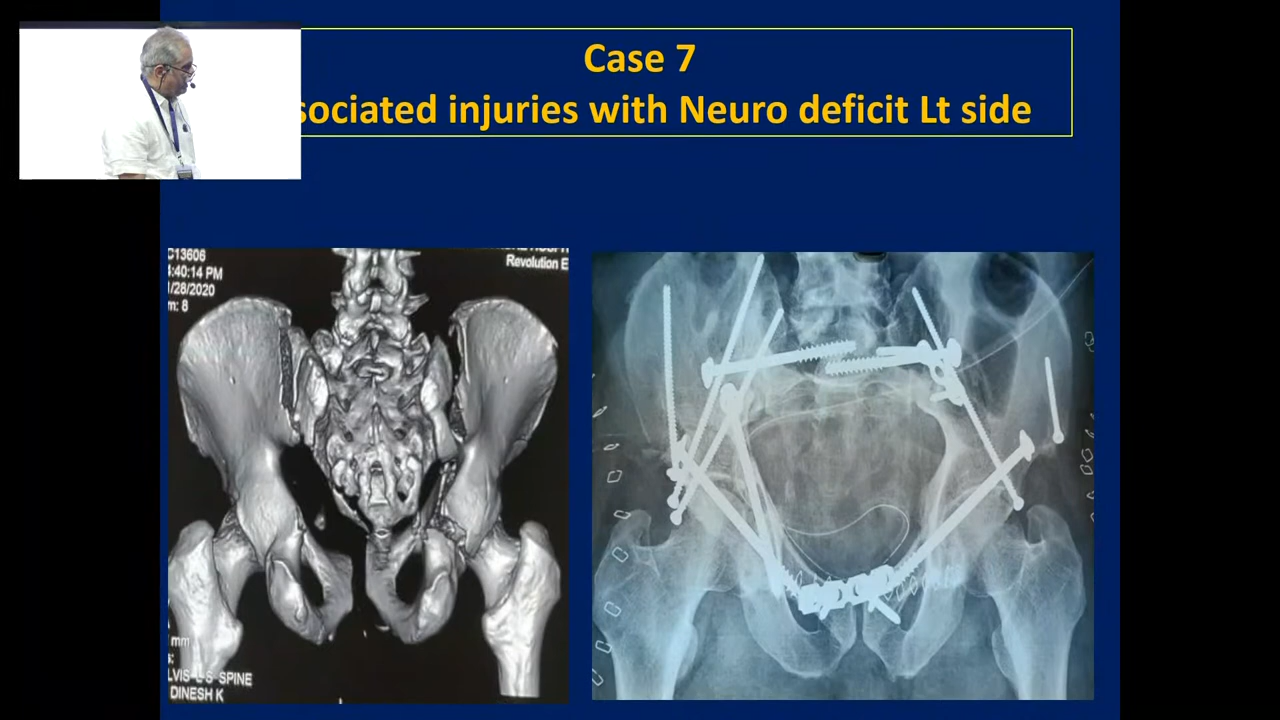 Case 7
sociated injuries with Neuro deficit Lt side
C13606
:40:14 PM
/28/2020
m: 8
Revolution E
mm
LVIS L S SPINE
DINESH K